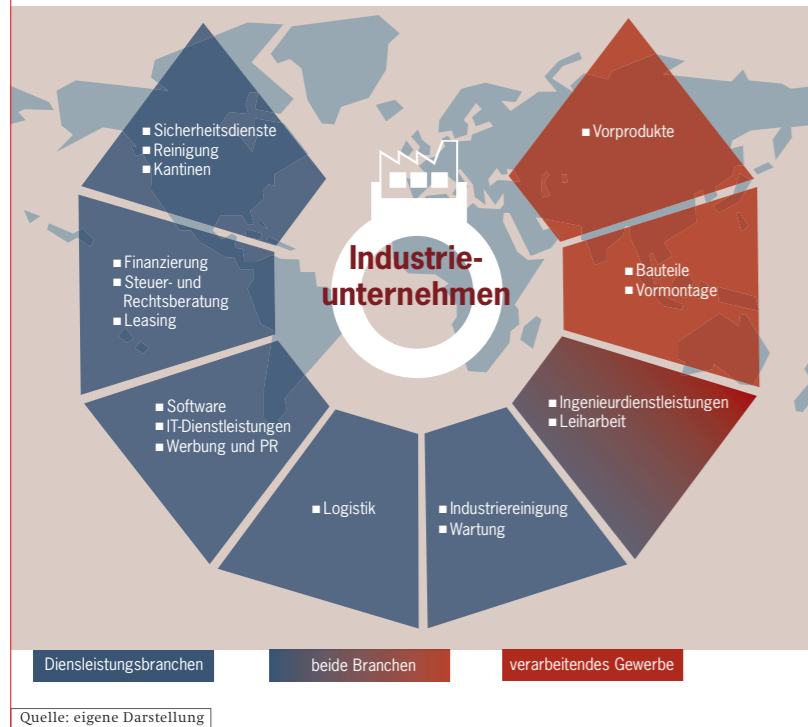 ■ Sicherheitsdienste
■ Reinigung
■ Kantinen
■ Vorprodukte
Industrie-
unternehmen
■ Finanzierung
■ Steuer- und
Rechtsberatung
■ Leasing
■ Bauteile
■ Vormontage
■ Software
■ IT-Dienstleistungen
■ Werbung und PR
■ Ingenieurdienstleistungen
■ Leiharbeit
■ Logistik
■ Industriereinigung
■ Wartung
Diensleistungsbranchen
beide Branchen
verarbeitendes Gewerbe
Quelle: eigene Darstellung